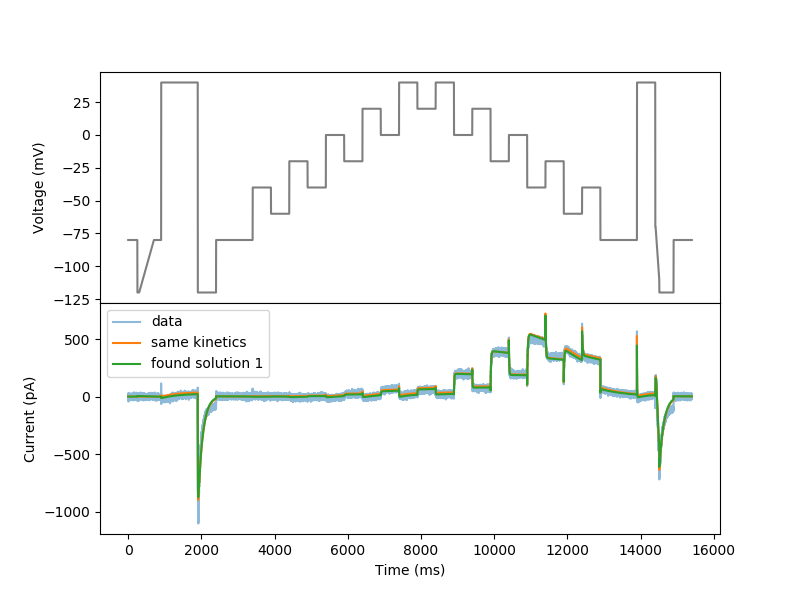 25
0
−25
−50
−75
−100
−125
Voltage (mV)
data
same kinetics
found solution 1
500
0
−500
−1000
Current (pA)
0 2000 4000 6000 8000 10000 12000 14000 16000
Time (ms)